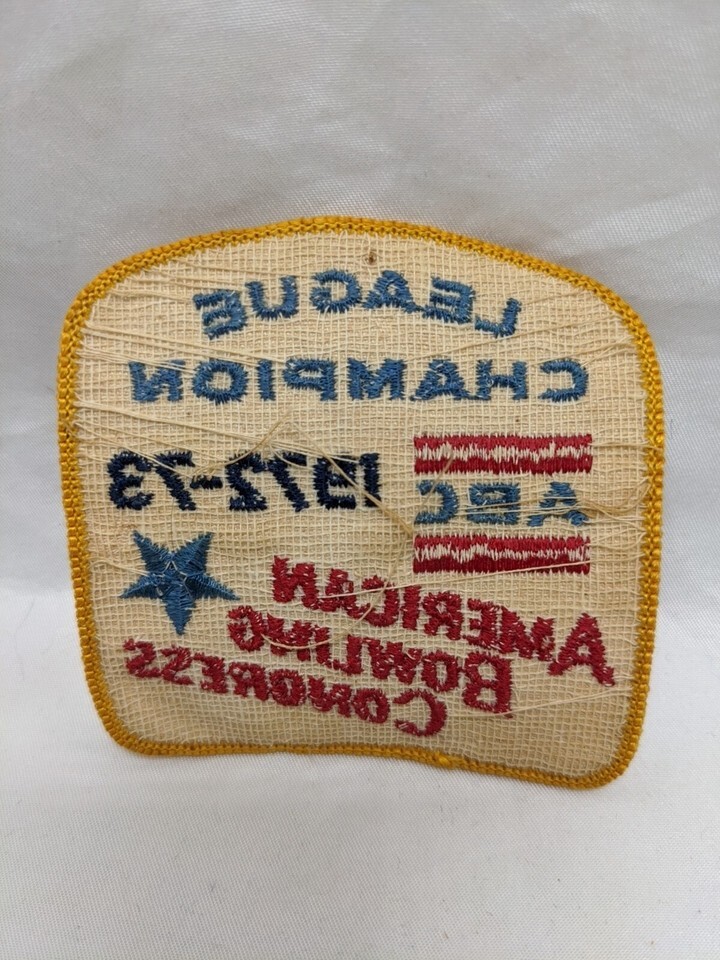 LEAGUE
CHAMPION
1972-73
ABC
AMERICAN
BOWLING
CONGRESS